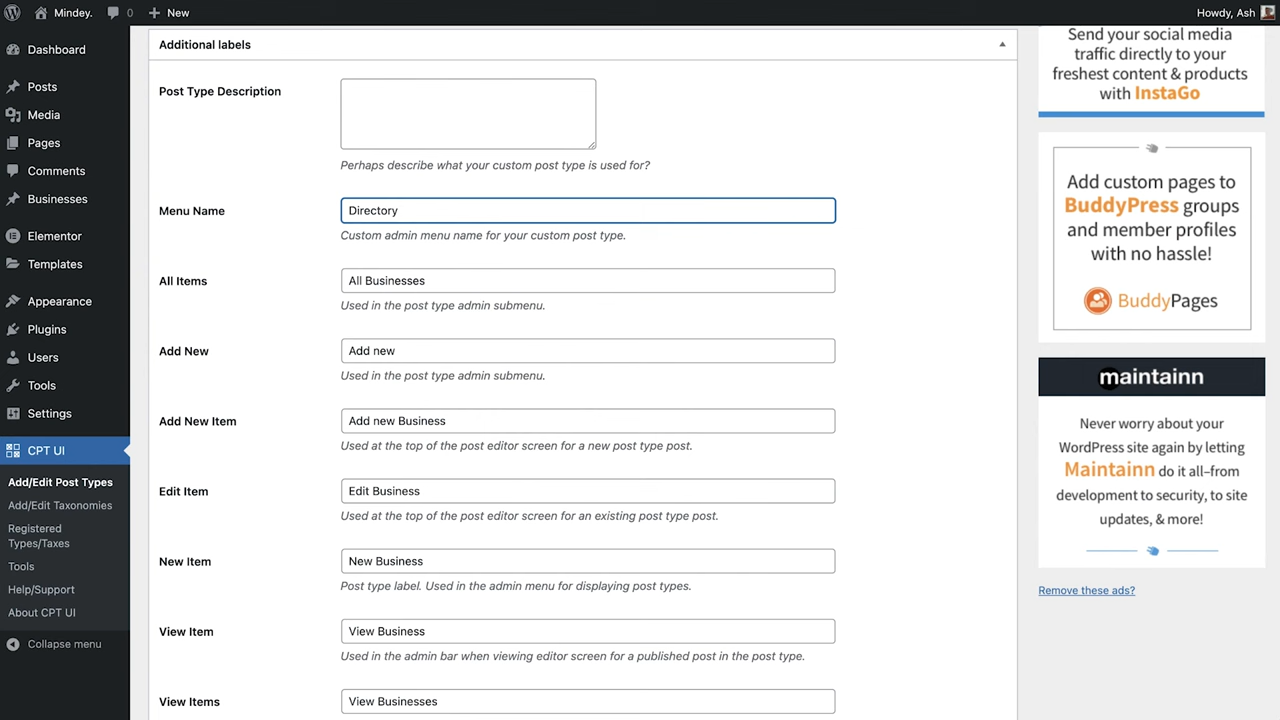 Mindey.
0
New
Howdy, Ash
Dashboard
Posts
Media
Pages
Comments
Businesses
Elementor
Templates
Appearance
Plugins
Users
Tools
Settings
CPT UI
Add/Edit Post Types
Add/Edit Taxonomies
Registered
Types/Taxes
Tools
Help/Support
About CPT UI
Collapse menu
Additional labels
Post Type Description
Perhaps describe what your custom post type is used for?
Menu Name
Directory
Custom admin menu name for your custom post type.
All Items
All Businesses
Used in the post type admin submenu.
Add New
Add new
Used in the post type admin submenu.
Add New Item
Add new Business
Used at the top of the post editor screen for a new post type post.
Edit Item
Edit Business
Used at the top of the post editor screen for an existing post type post.
New Item
New Business
Post type label. Used in the admin menu for displaying post types.
View Item
View Business
Used in the admin bar when viewing editor screen for a published post in the post type.
View Items
View Businesses
Send your social media
traffic directly to your
freshest content & products
with InstaGo
Add custom pages to
BuddyPress groups
and member profiles
with no hassle!
BuddyPages
maintainn
Never worry about your
WordPress site again by letting
Maintainn do it all–from
development to security, to site
updates, & more!
Remove these ads?